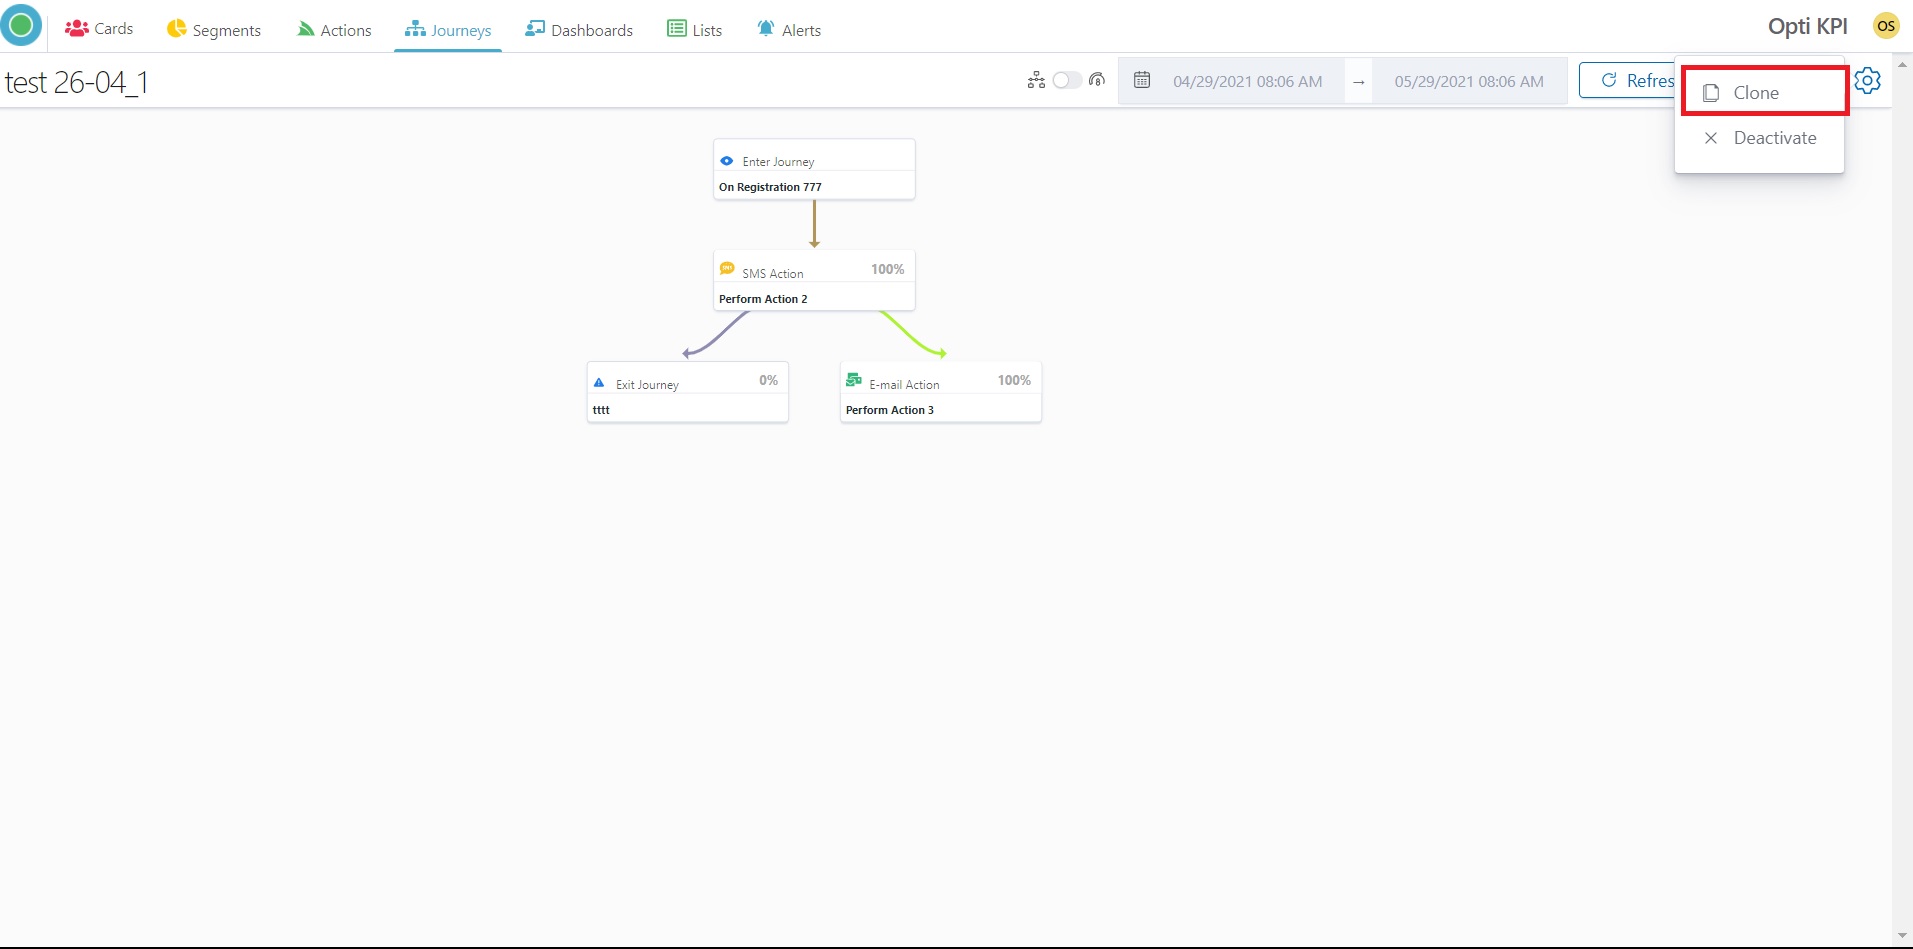 Cards
Segments
Actions
Journeys
Dashboards
Lists
Alerts
Opti KPI
OS
test 26-04_1
04/29/2021 08:06 AM
→
05/29/2021 08:06 AM
Refres
Clone
Deactivate
Enter Journey
On Registration 777
SMS Action
100%
Perform Action 2
Exit Journey
0%
tttt
E-mail Action
100%
Perform Action 3